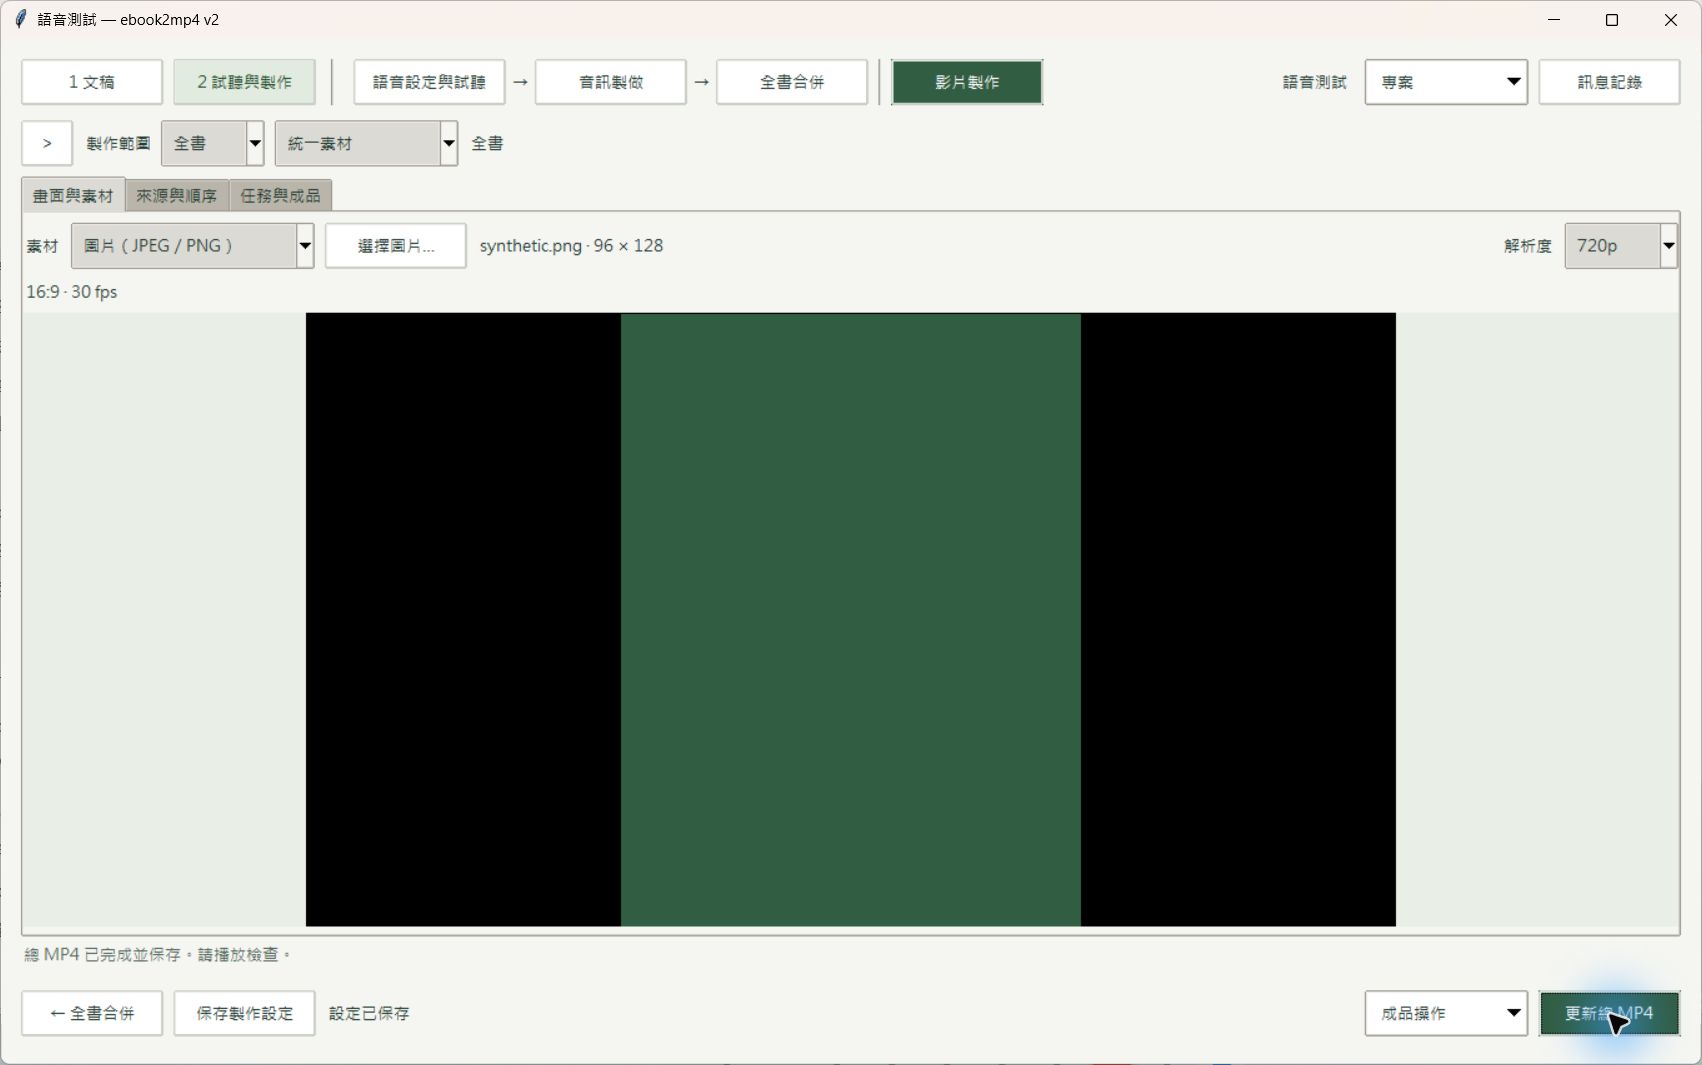 語音測試 — ebook2mp4 v2
1 文稿 2 試聽與製作 語音設定與試聽 → 音訊製做 → 全書合併 影片製作 語音測試 專案 訊息記錄
> 製作範圍 全書 統一素材 全書
畫面與素材 來源與順序 任務與成品
素材 圖片 ( JPEG / PNG ) 選擇圖片... synthetic.png · 96 × 128 解析度 720p
16:9 · 30 fps
總 MP4 已完成並保存。請播放檢查。
← 全書合併 保存製作設定 設定已保存 成品操作 更新總 MP4